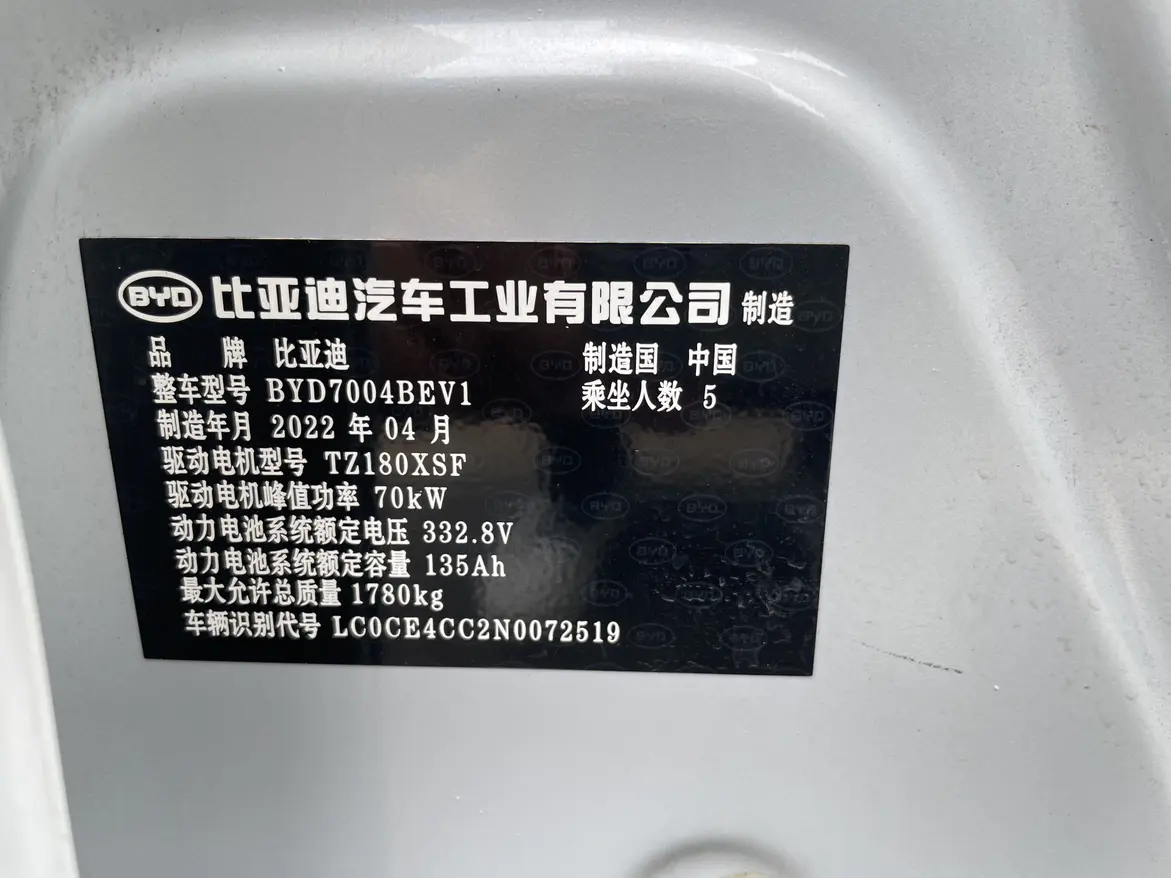 BYD 比亚迪汽车工业有限公司 制造
品 牌 比亚迪 制造国 中国
整车型号 BYD7004BEV1 乘坐人数 5
制造年月 2022 年 04 月
驱动电机型号 TZ180XSF
驱动电机峰值功率 70kW
动力电池系统额定电压 332.8V
动力电池系统额定容量 135Ah
最大允许总质量 1780kg
车辆识别代号 LC0CE4CC2N0072519